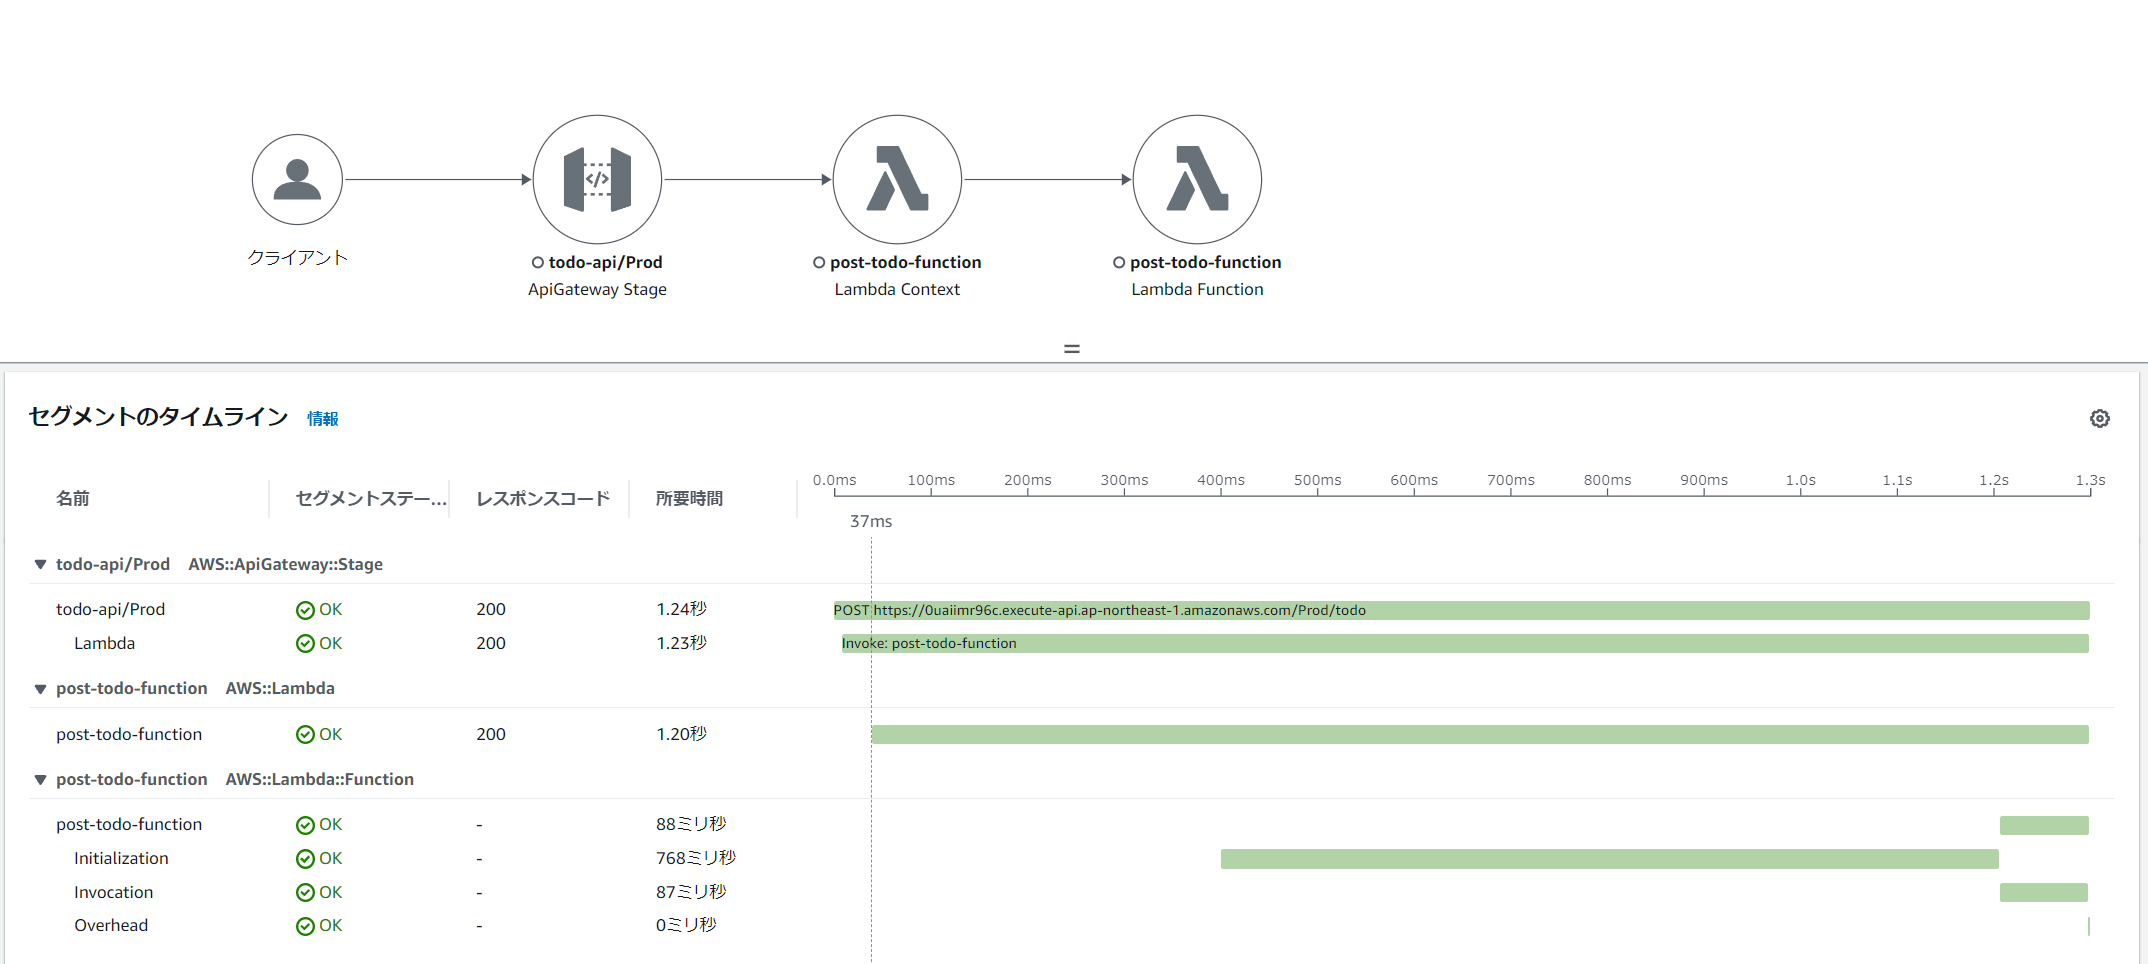 クライアント
todo-api/Prod
ApiGateway Stage
post-todo-function
Lambda Context
post-todo-function
Lambda Function
セグメントのタイムライン 情報
名前 セグメントステー... レスポンスコード 所要時間 0.0ms 100ms 200ms 300ms 400ms 500ms 600ms 700ms 800ms 900ms 1.0s 1.1s 1.2s 1.3s
37ms
todo-api/Prod AWS::ApiGateway::Stage
todo-api/Prod OK 200 1.24秒 POST https://0uaiimr96c.execute-api.ap-northeast-1.amazonaws.com/Prod/todo
Lambda OK 200 1.23秒 Invoke: post-todo-function
post-todo-function AWS::Lambda
post-todo-function OK 200 1.20秒
post-todo-function AWS::Lambda::Function
post-todo-function OK - 88ミリ秒
Initialization OK - 768ミリ秒
Invocation OK - 87ミリ秒
Overhead OK - 0ミリ秒